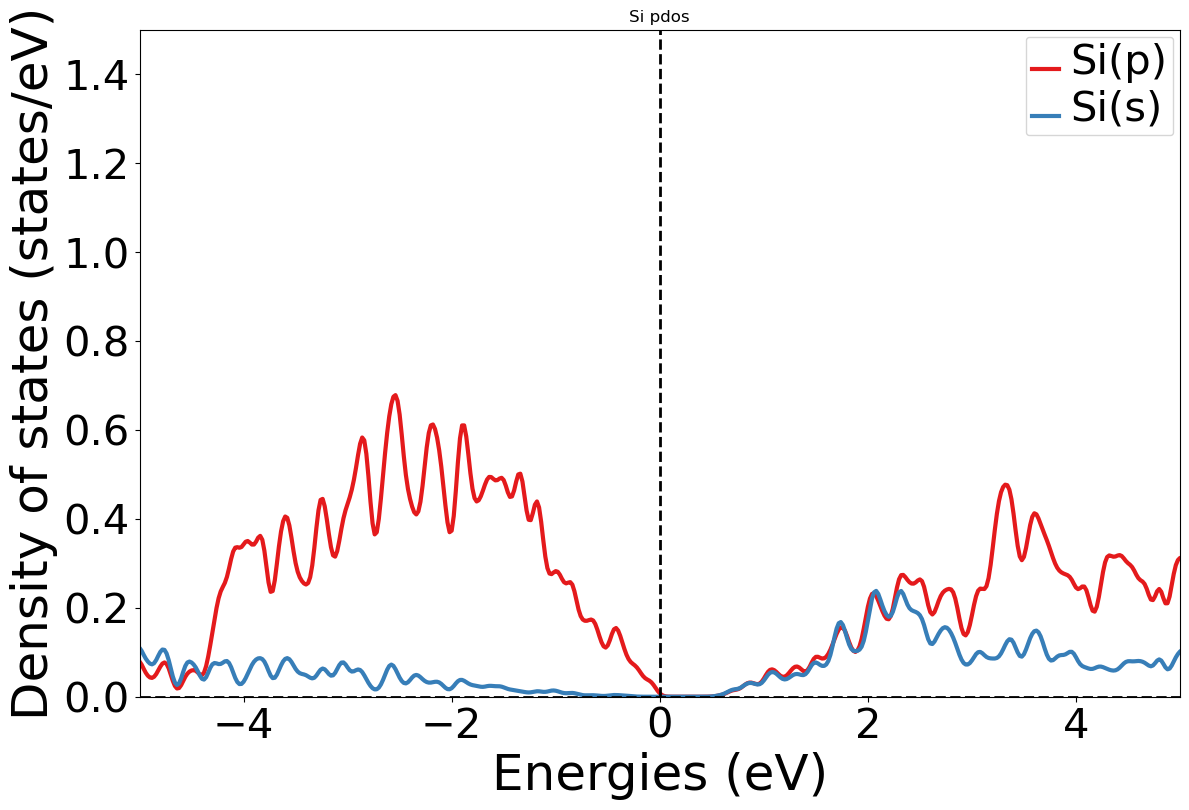 Si pdos
Density of states (states/eV)
1.4
1.2
1.0
0.8
0.6
0.4
0.2
0.0
Si(p)
Si(s)
−4
−2
0
2
4
Energies (eV)